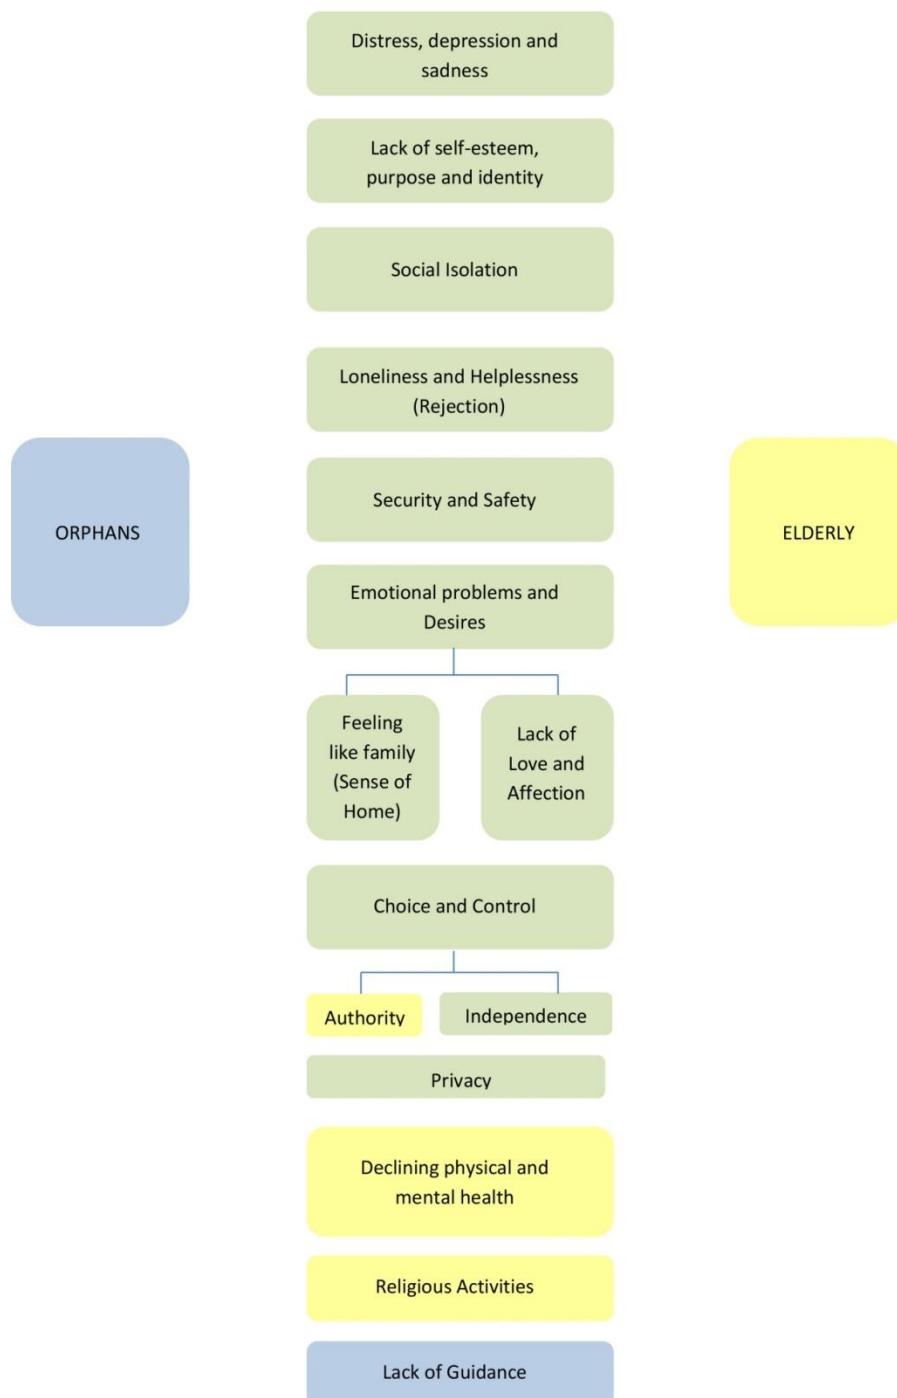 Distress, depression and
sadness
Lack of self-esteem,
purpose and identity
Social Isolation
Loneliness and Helplessness
(Rejection)
ORPHANS
Security and Safety
ELDERLY
Emotional problems and
Desires
Feeling
like family
(Sense of
Home)
Lack of
Love and
Affection
Choice and Control
Authority
Independence
Privacy
Declining physical and
mental health
Religious Activities
Lack of Guidance